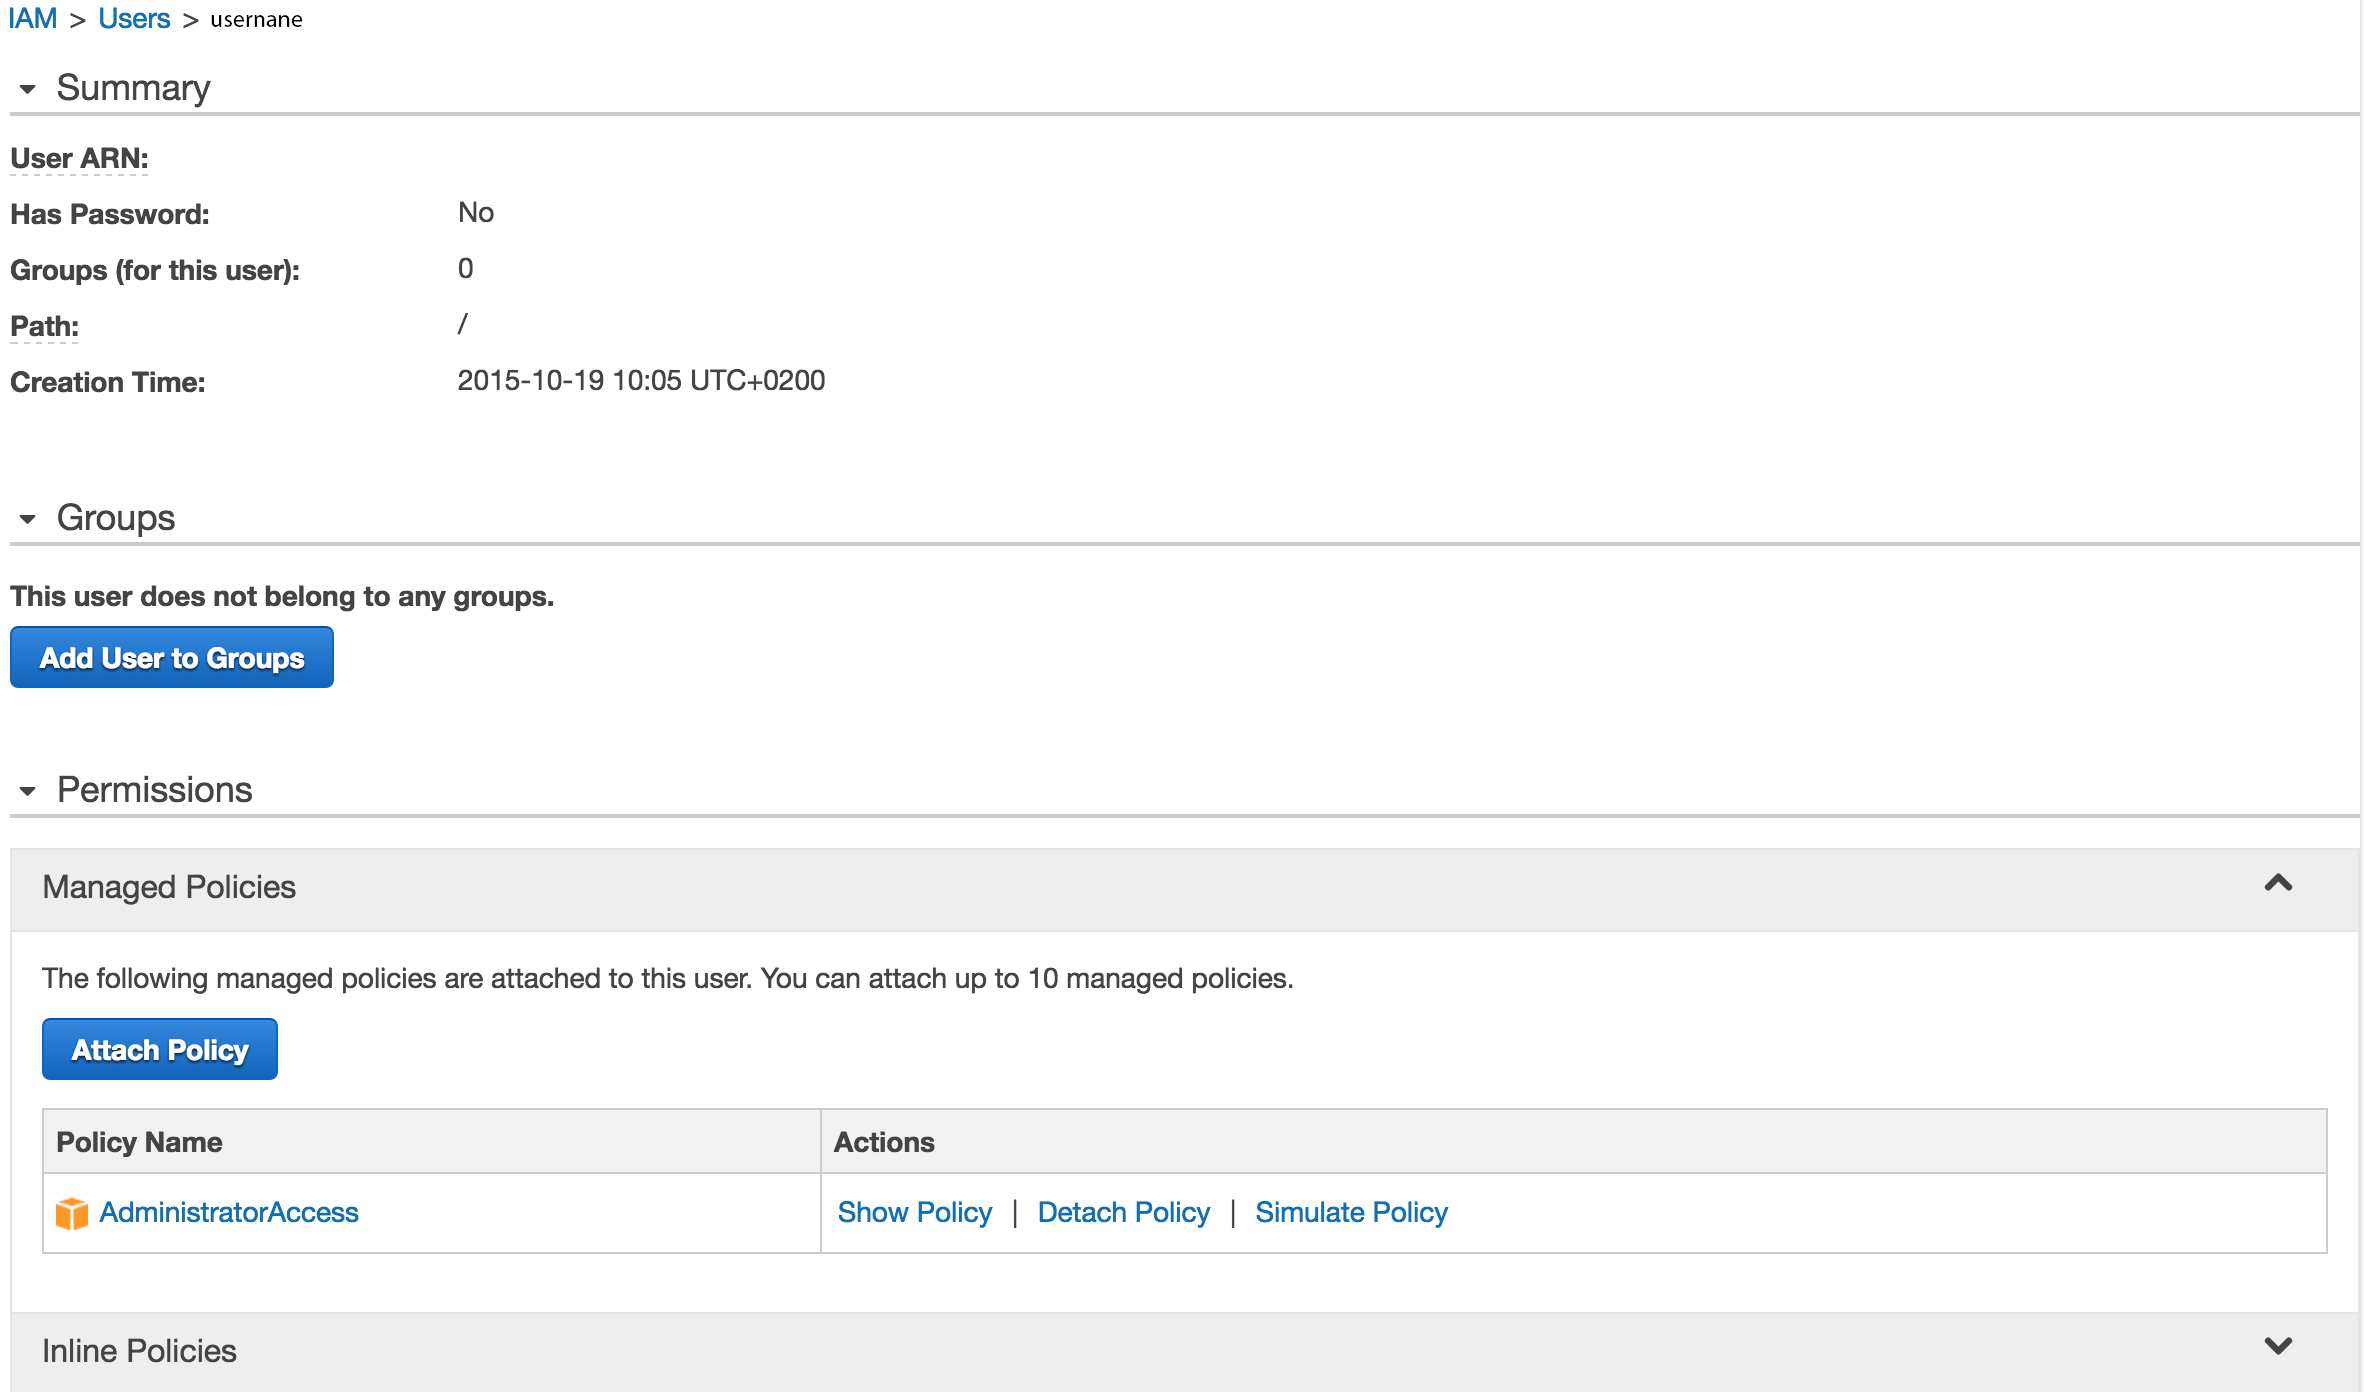 IAM > Users > usernane
Summary
User ARN:
Has Password: No
Groups (for this user): 0
Path: /
Creation Time: 2015-10-19 10:05 UTC+0200
Groups
This user does not belong to any groups.
Add User to Groups
Permissions
Managed Policies
The following managed policies are attached to this user. You can attach up to 10 managed policies.
Attach Policy
Policy Name Actions
AdministratorAccess Show Policy | Detach Policy | Simulate Policy
Inline Policies